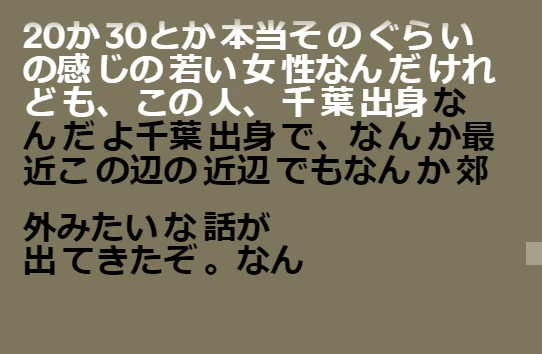 20か30とか本当そのぐらい
の感じの若い女性なんだけれ
ども、この人、千葉出身な
んだよ千葉出身で、なんか最
近この辺の近辺でもなんか郊
外みたいな話が
出てきたぞ。なん